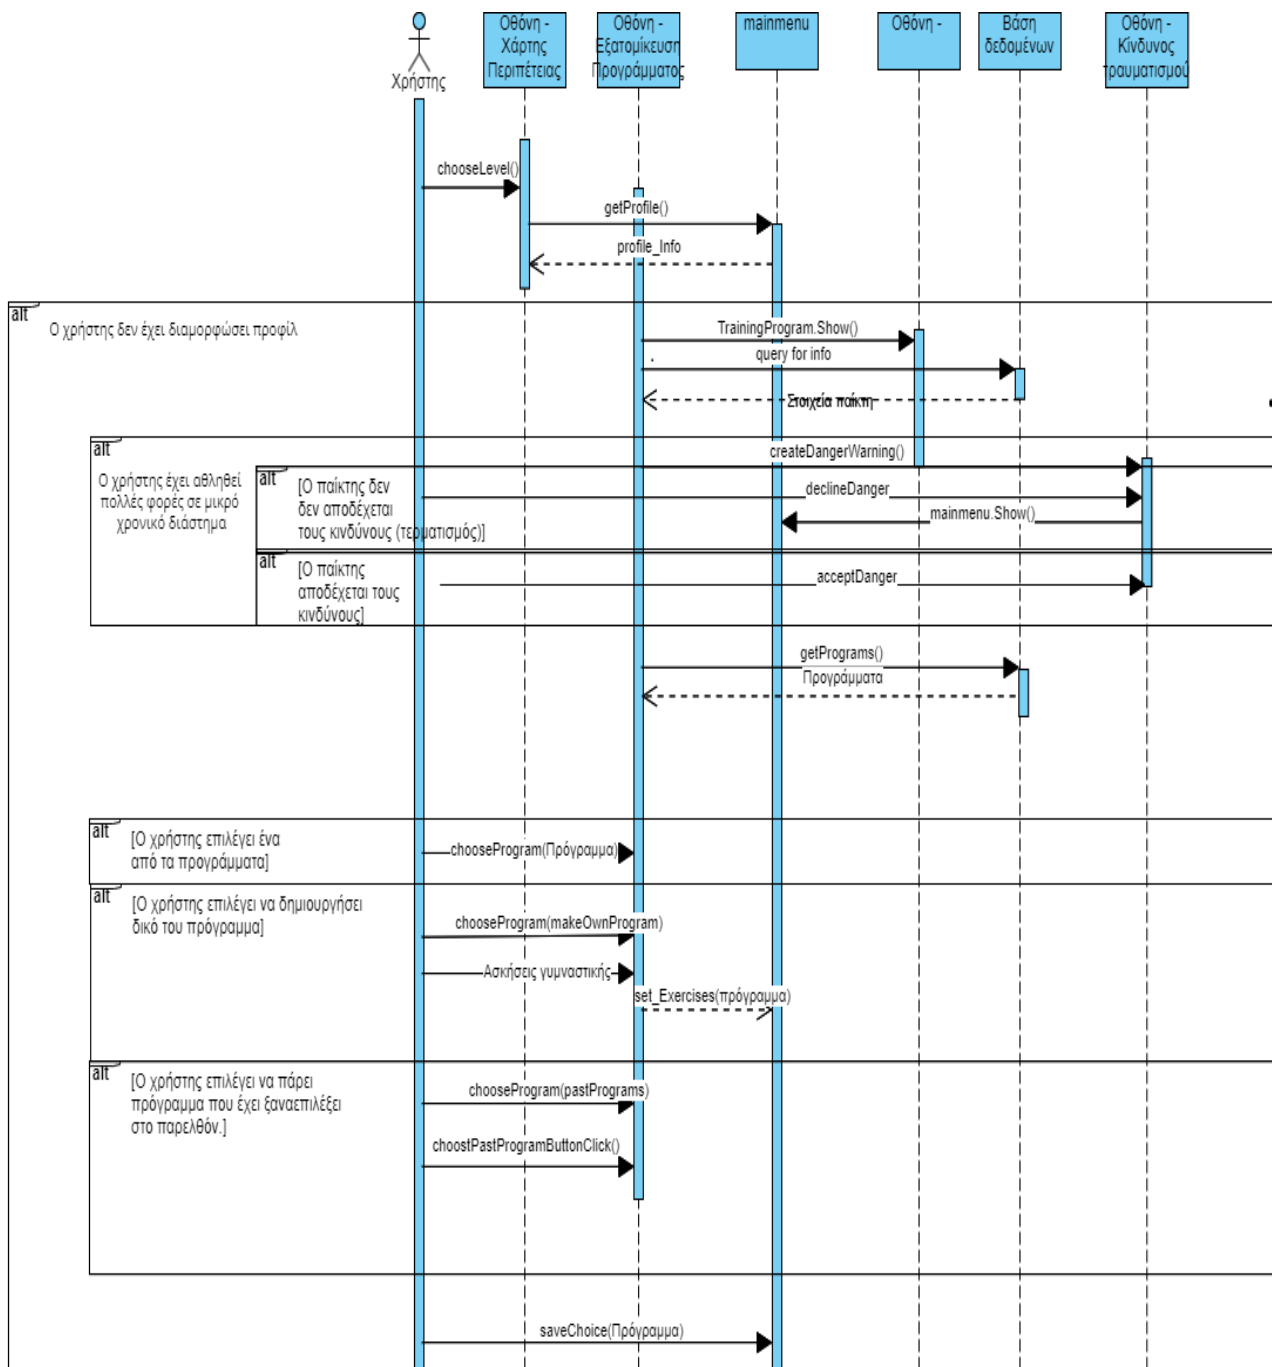 Χρήστης
Οθόνη -
Χάρτης
Περιπέτειας
Οθόνη -
Εξατομίκευση
Προγράμματος
mainmenu
Οθόνη -
Βάση
δεδομένων
Οθόνη -
Κίνδυνος
τραυματισμού
chooseLevel()
getProfile()
profile_Info
alt
Ο χρήστης δεν έχει διαμορφώσει προφίλ
TrainingProgram.Show()
query for info
Στοιχεία παίκτη
alt
Ο χρήστης έχει αθληθεί
πολλές φορές σε μικρό
χρονικό διάστημα
createDangerWarning()
alt
[Ο παίκτης δεν
δεν αποδέχεται
τους κινδύνους (τερματισμός)]
declineDanger
mainmenu.Show()
alt
[Ο παίκτης
αποδέχεται τους
κινδύνους]
acceptDanger
getPrograms()
Προγράμματα
alt
[Ο χρήστης επιλέγει ένα
από τα προγράμματα]
chooseProgram(Πρόγραμμα)
alt
[Ο χρήστης επιλέγει να δημιουργήσει
δικό του πρόγραμμα]
chooseProgram(makeOwnProgram)
Ασκήσεις γυμναστικής
set_Exercises(πρόγραμμα)
alt
[Ο χρήστης επιλέγει να πάρει
πρόγραμμα που έχει ξαναεπιλέξει
στο παρελθόν.]
chooseProgram(pastPrograms)
choostPastProgramButtonClick()
saveChoice(Πρόγραμμα)